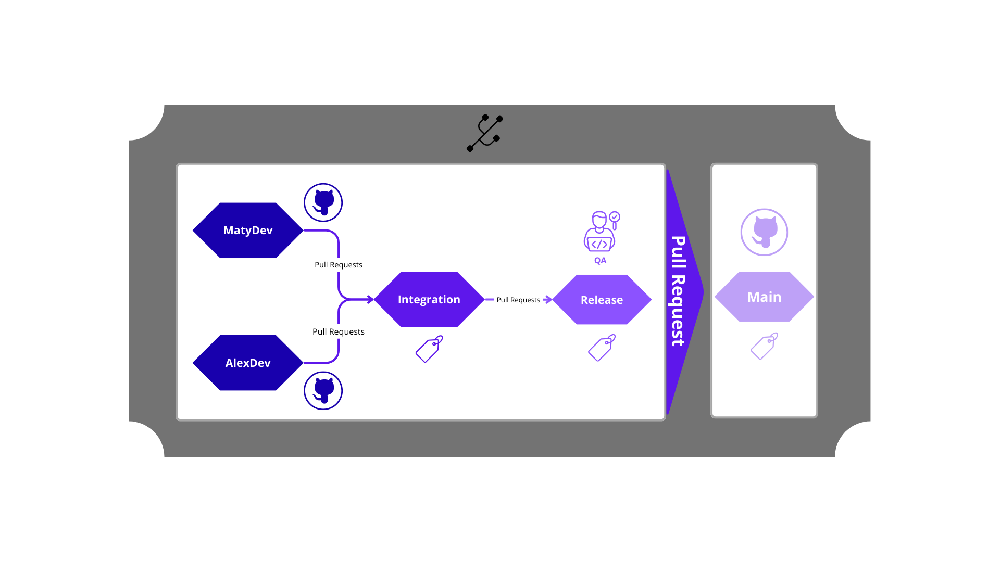 MatyDev
Pull Requests
AlexDev
Pull Requests
Integration
Pull Requests
QA
Release
Pull Request
Main